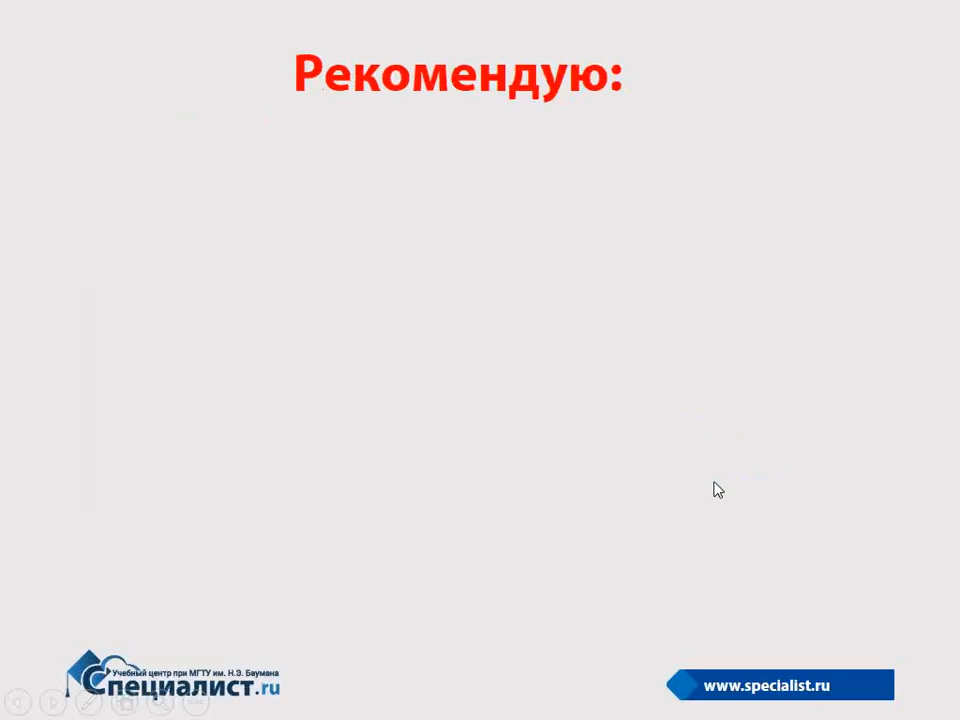 Рекомендую:
Учебный центр при МГТУ им. Н.Э. Баумана
Специалист.ru
www.specialist.ru